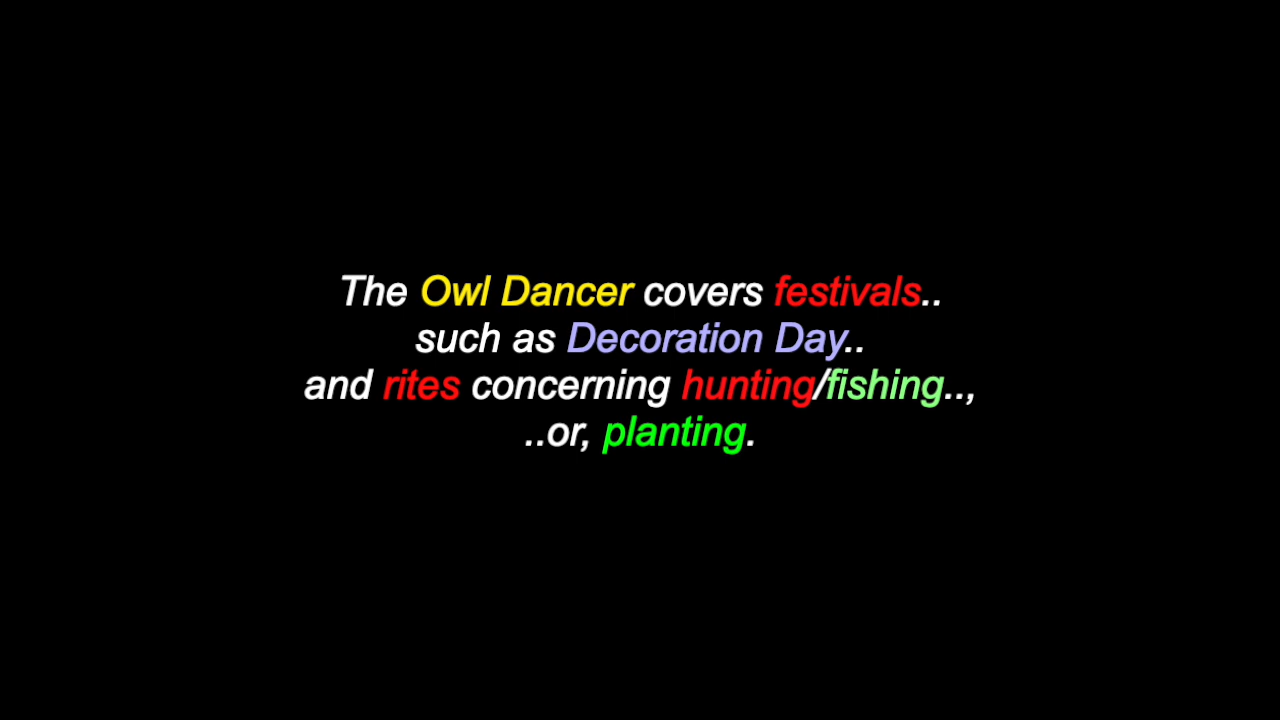 The Owl Dancer covers festivals..
such as Decoration Day..
and rites concerning hunting/fishing..,
..or, planting.